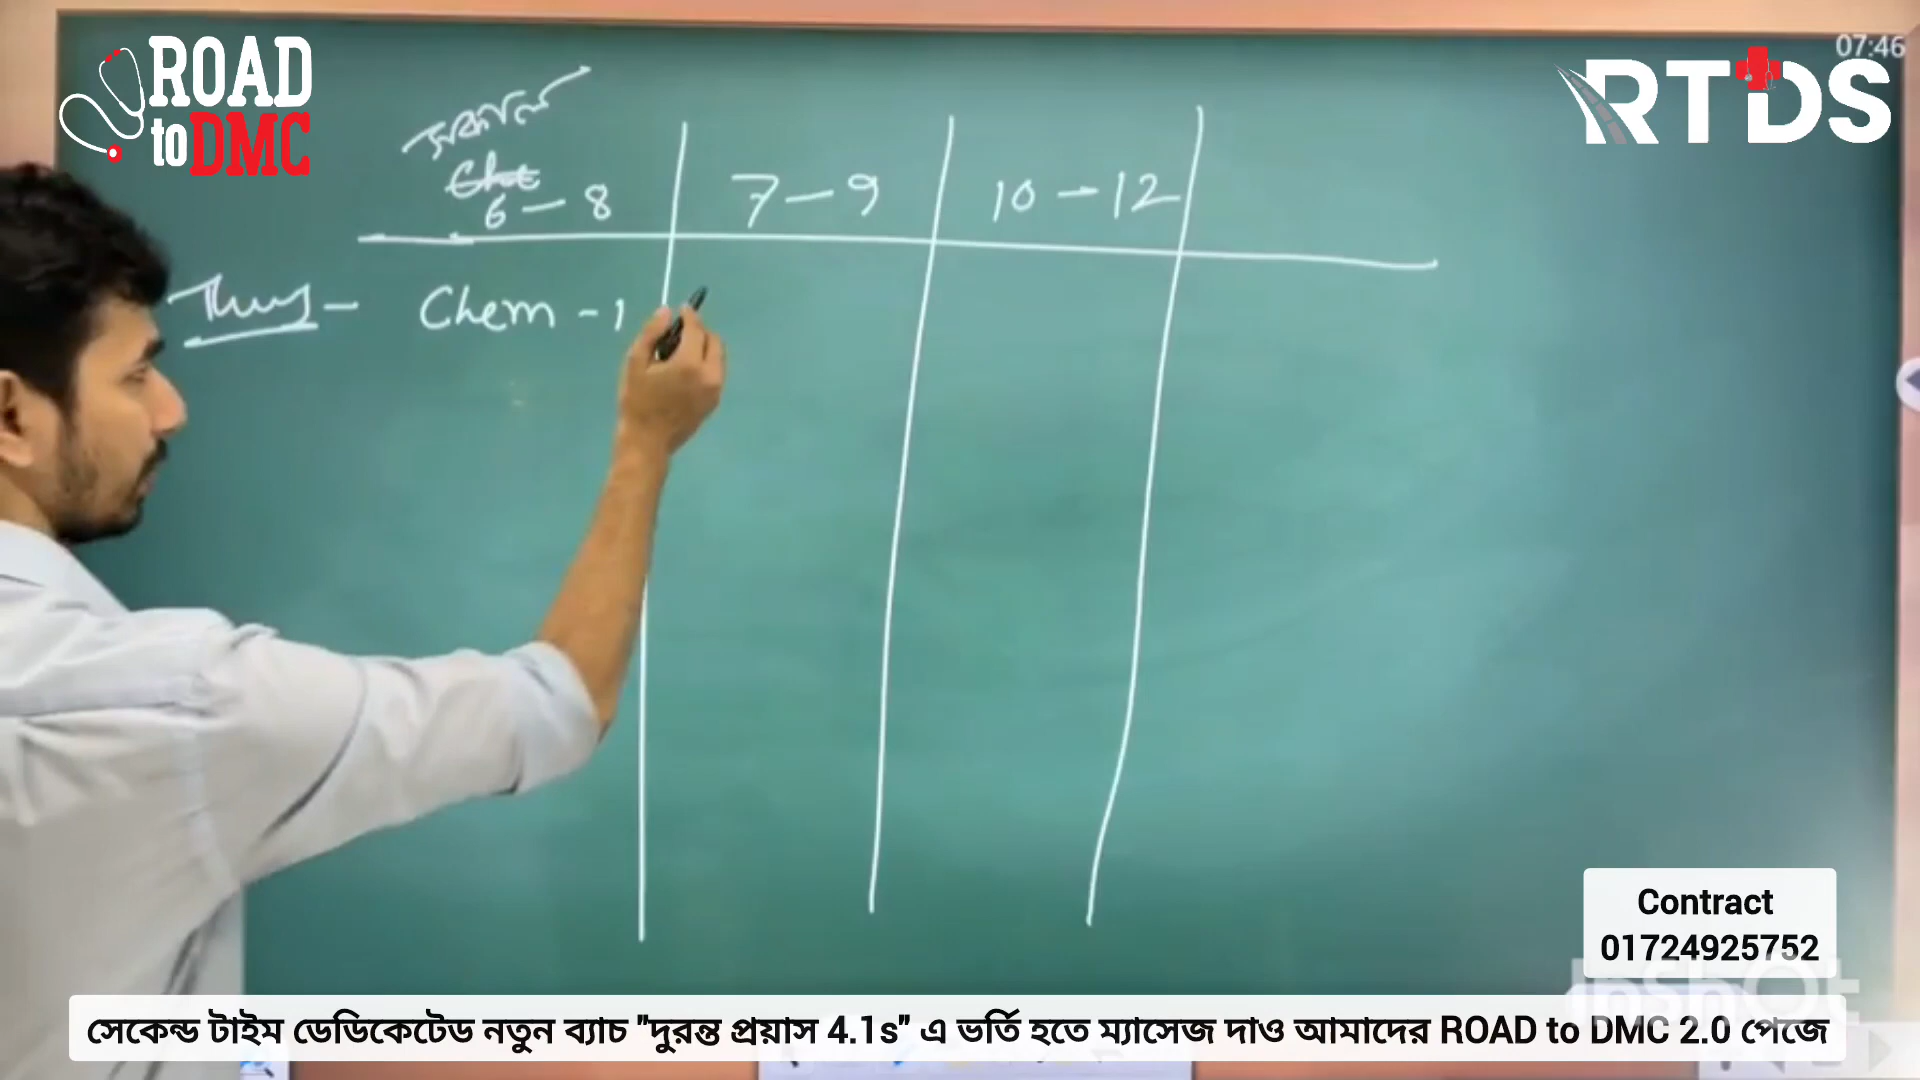 ROAD
to DMC
RTDS
07:46
সকাল
6 - 8
7 - 9
10 - 12
Thus -
Chem - 1
Contract
01724925752
সেকেন্ড টাইম ডেডিকেটেড নতুন ব্যাচ "দুরন্ত প্রয়াস 4.1s" এ ভর্তি হতে ম্যাসেজ দাও আমাদের ROAD to DMC 2.0 পেজে